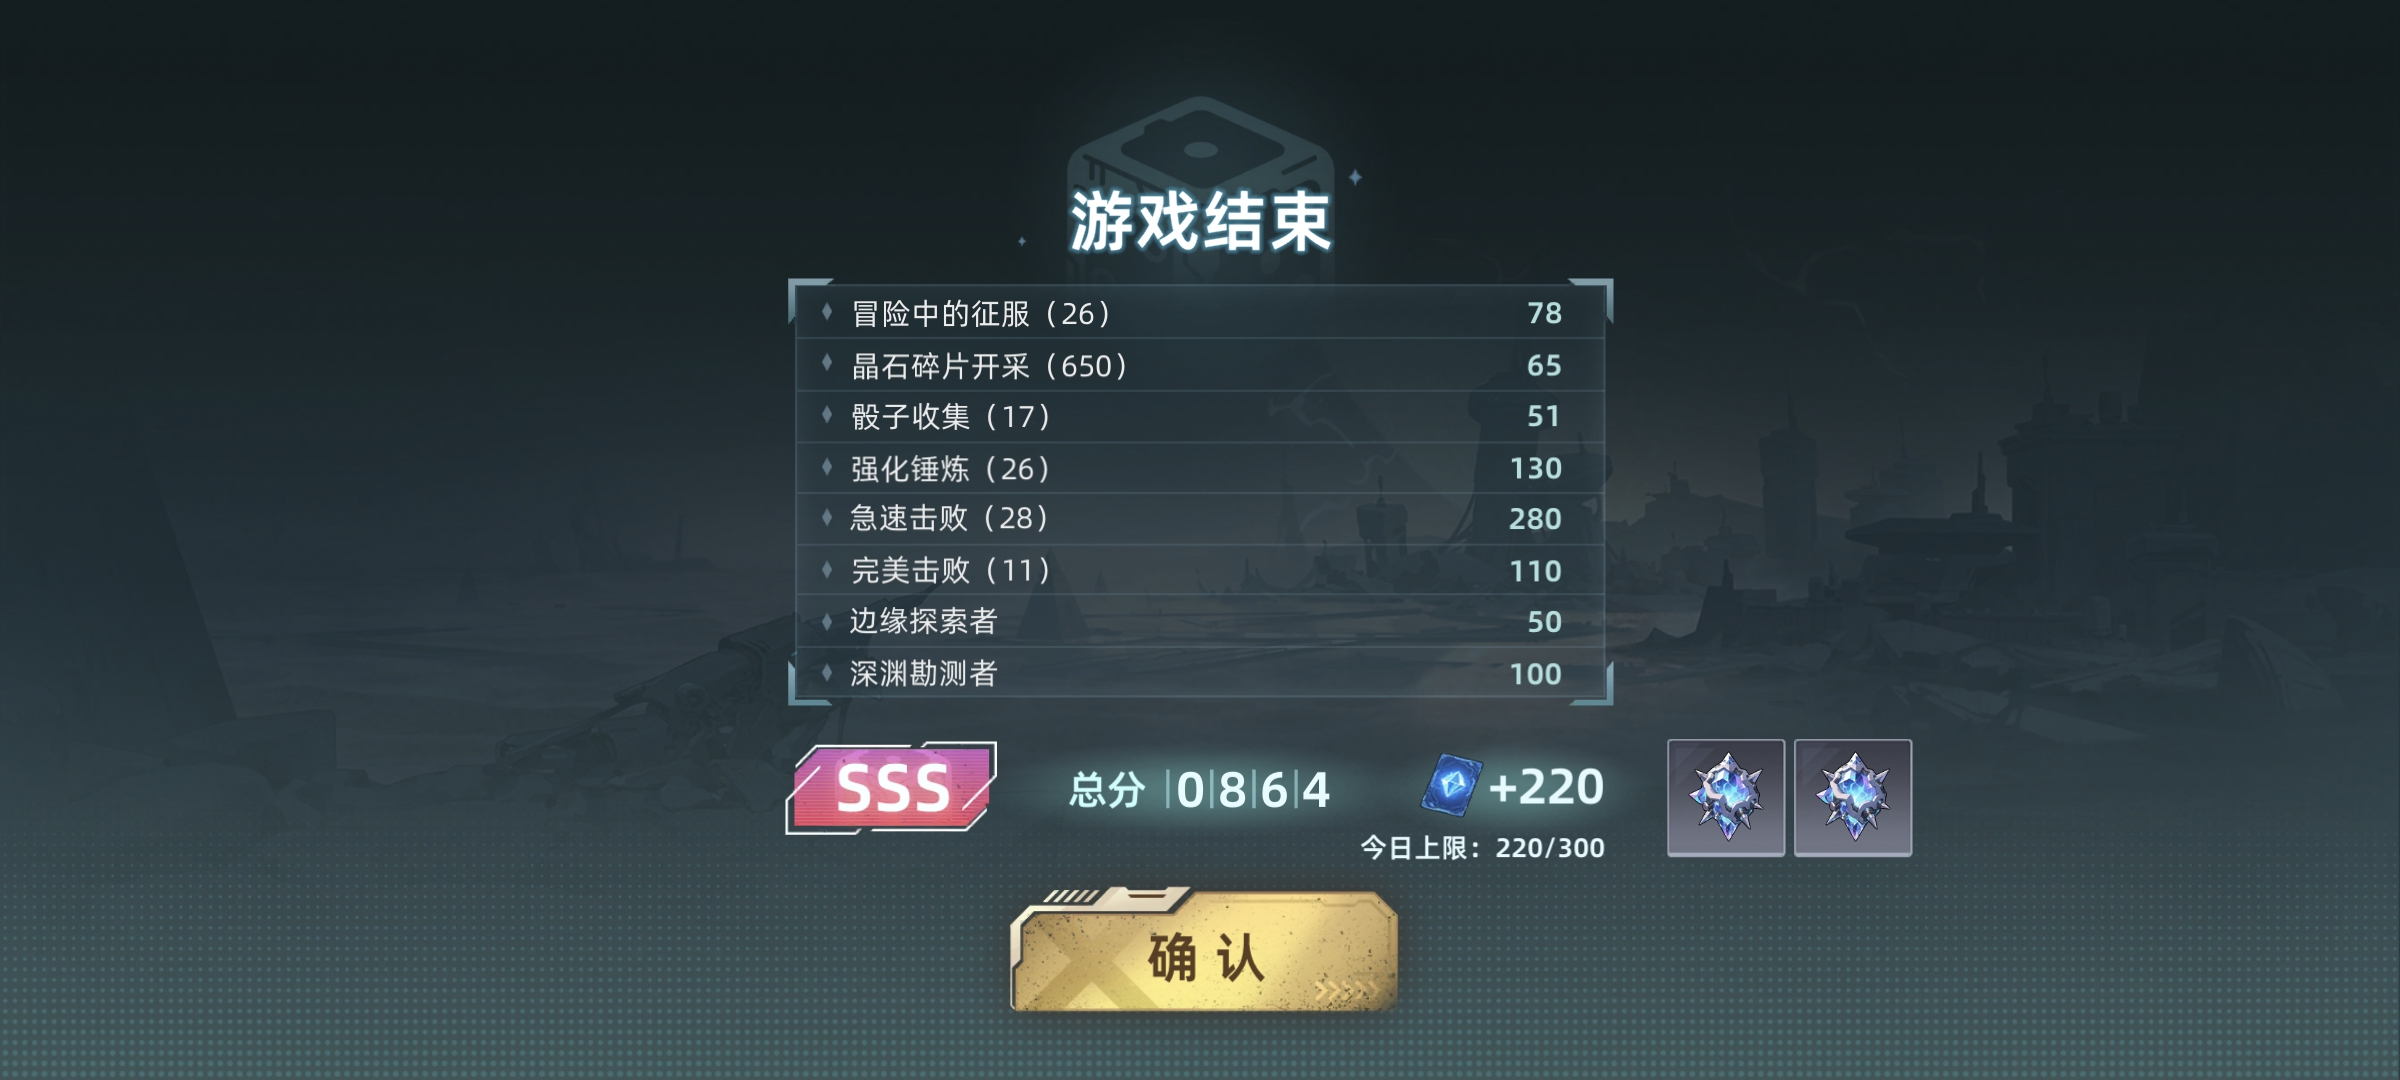 游戏结束
冒险中的征服（26） 78
晶石碎片开采（650） 65
骰子收集（17） 51
强化锤炼（26） 130
急速击败（28） 280
完美击败（11） 110
边缘探索者 50
深渊勘测者 100
SSS 总分 0864 +220
今日上限：220/300
确认